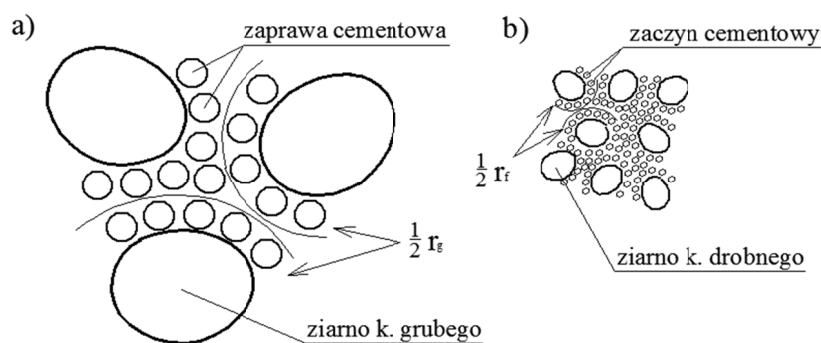 a)
zaprawa cementowa
½ r_g
ziarno k. grubego
b)
zaczyn cementowy
½ r_f
ziarno k. drobnego